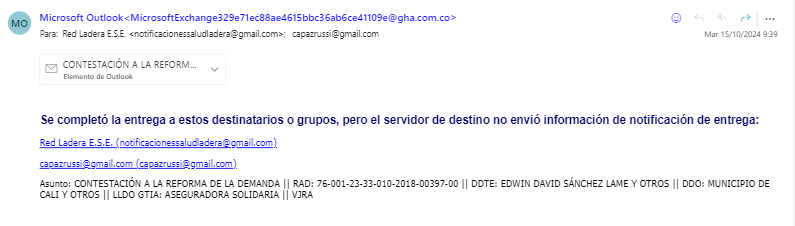 MO
Microsoft Outlook<MicrosoftExchange329e71ec88ae4615bbc36ab6ce41109e@gha.com.co>
Para: Red Ladera E.S.E. <notificacionessaludladera@gmail.com>; capazrussi@gmail.com
Mar 15/10/2024 9:39
CONTESTACIÓN A LA REFORM...
Elemento de Outlook
Se completó la entrega a estos destinatarios o grupos, pero el servidor de destino no envió información de notificación de entrega:
Red Ladera E.S.E. (notificacionessaludladera@gmail.com)
capazrussi@gmail.com (capazrussi@gmail.com)
Asunto: CONTESTACIÓN A LA REFORMA DE LA DEMANDA || RAD: 76-001-23-33-010-2018-00397-00 || DDTE: EDWIN DAVID SÁNCHEZ LAME Y OTROS || DDO: MUNICIPIO DE
CALI Y OTROS || LLDO GTIA: ASEGURADORA SOLIDARIA || VJRA